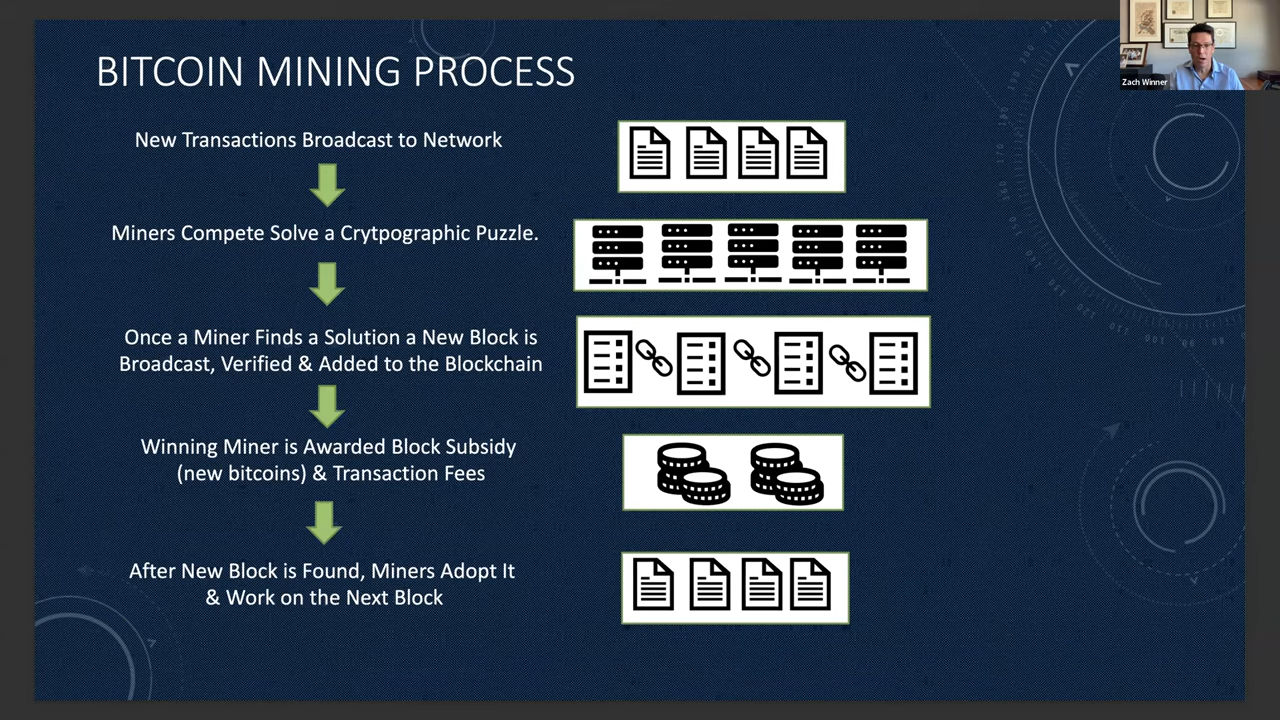 BITCOIN MINING PROCESS
Zach Winner
New Transactions Broadcast to Network
Miners Compete Solve a Crytpographic Puzzle.
Once a Miner Finds a Solution a New Block is
Broadcast, Verified & Added to the Blockchain
Winning Miner is Awarded Block Subsidy
(new bitcoins) & Transaction Fees
After New Block is Found, Miners Adopt It
& Work on the Next Block